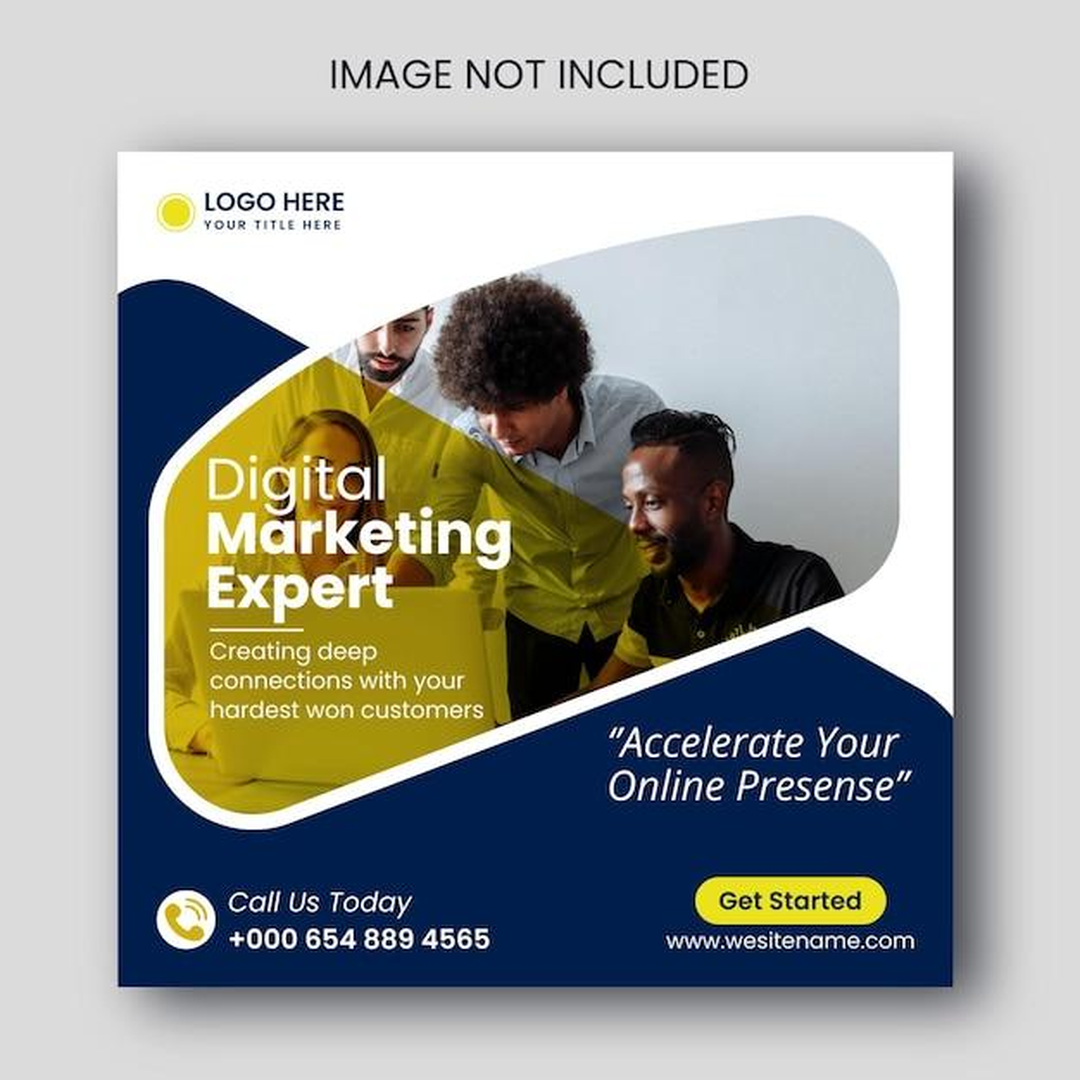 IMAGE NOT INCLUDED
LOGO HERE
YOUR TITLE HERE
Digital
Marketing
Expert
Creating deep
connections with your
hardest won customers
“Accelerate Your
Online Presense”
Call Us Today
+000 654 889 4565
Get Started
www.wesitename.com